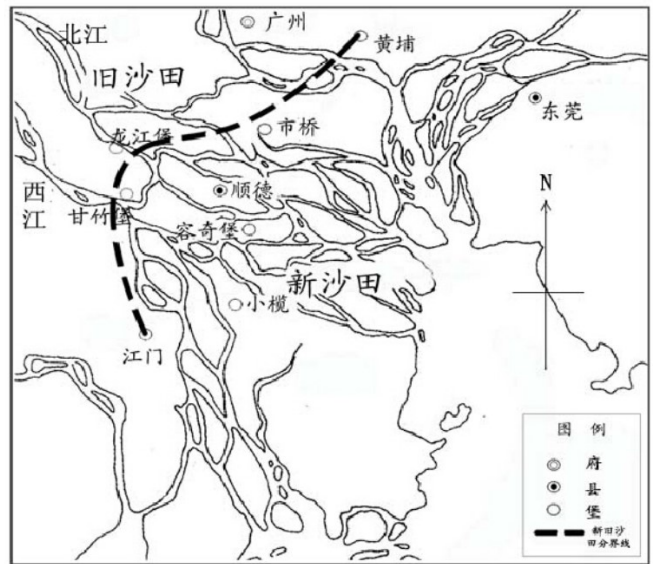 广州
北江
黄埔
旧沙田
东莞
市桥
龙江堡
N
顺德
西江
甘竹堡
容奇堡
新沙田
小榄
江门
图 例
府
县
堡
新旧沙
田分界线